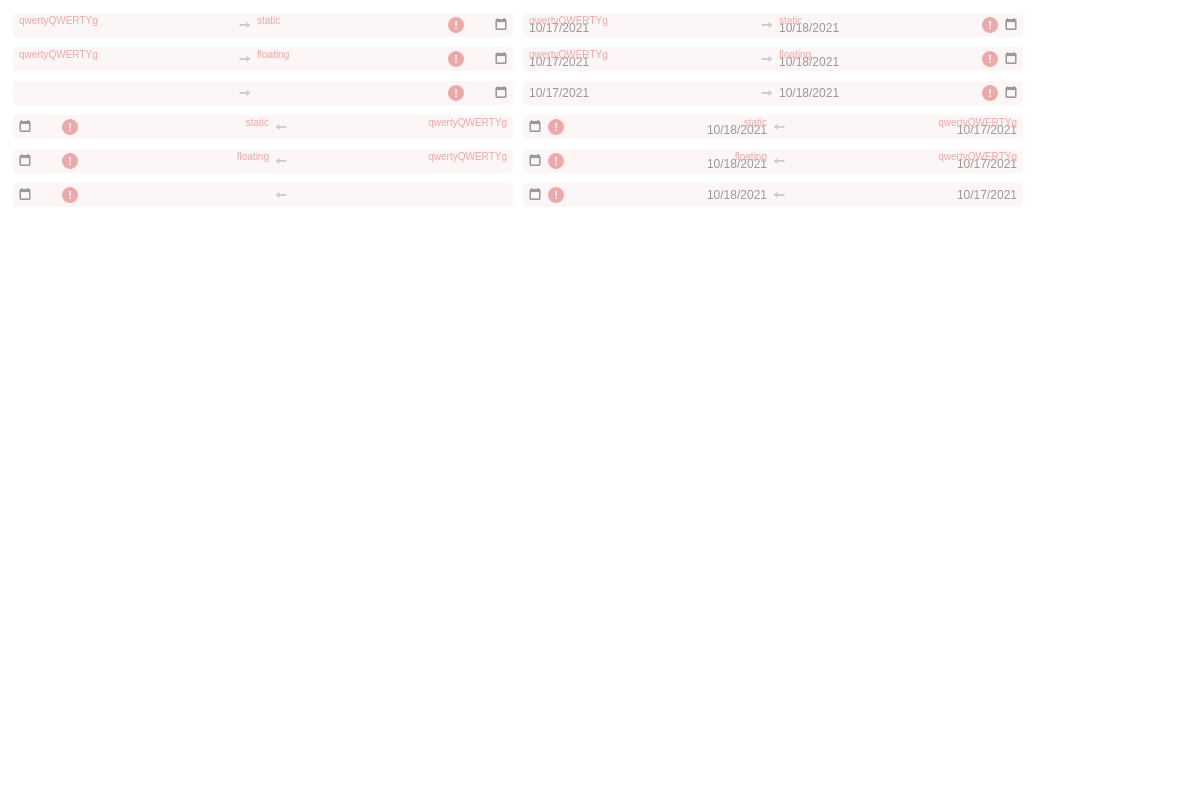 qwertyQWERTYg static qwertyQWERTYg 10/17/2021 static 10/18/2021
qwertyQWERTYg floating qwertyQWERTYg 10/17/2021 floating 10/18/2021
10/17/2021 10/18/2021
static qwertyQWERTYg static 10/18/2021 qwertyQWERTYg 10/17/2021
floating qwertyQWERTYg floating 10/18/2021 qwertyQWERTYg 10/17/2021
10/18/2021 10/17/2021